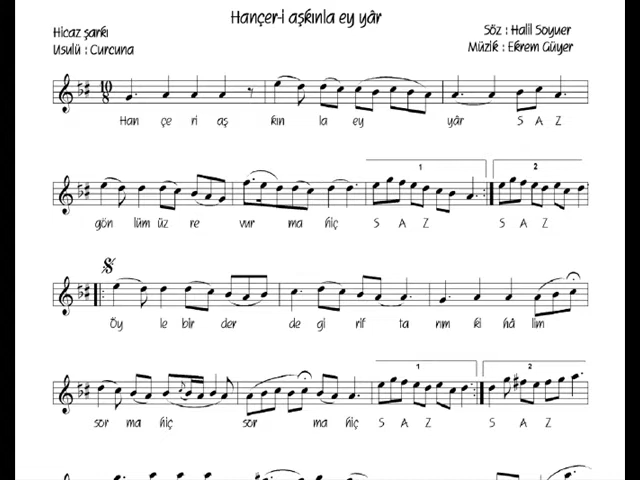 Hançer-i aşkınla ey yâr
Hicaz şarkı
Söz : Halil Soyuer
Usulü : Curcuna
Müzik : Ekrem Güyer
10
8
Han çe ri aş kın la ey yâr S A Z
1 2
gön lüm üz re vur ma hiç S A Z S A Z
Öy le bir der de gi rif ta rım ki hâ lim
1 2
sor ma hiç sor ma hiç S A Z S A Z